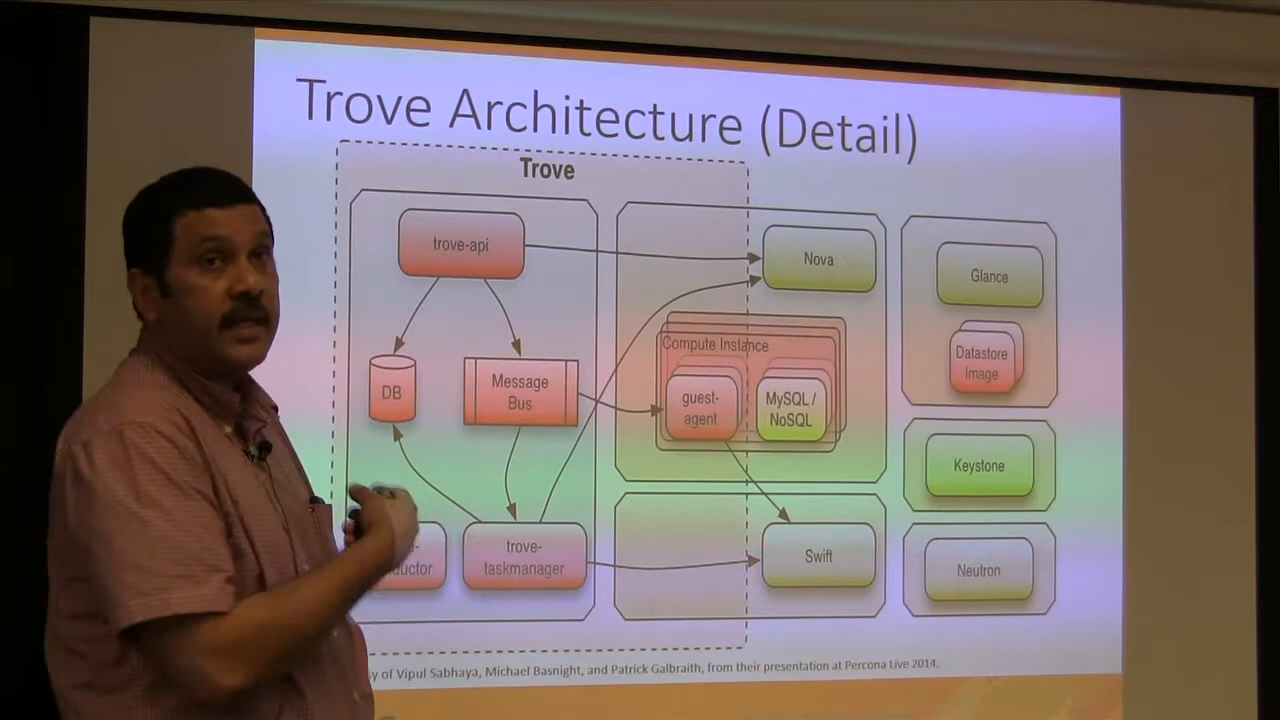 Trove Architecture (Detail)
Trove
trove-api
Nova
Glance
Compute Instance
Datastore
Image
DB
Message
Bus
guest-
agent
MySQL /
NoSQL
Keystone
trove-
taskmanager
Swift
Neutron
of Vipul Sabhaya, Michael Basnight, and Patrick Galbraith, from their presentation at Percona Live 2014.